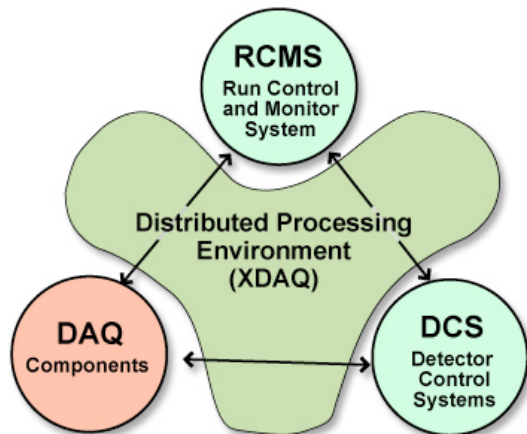 RCMS
Run Control
and Monitor
System
Distributed Processing
Environment
(XDAQ)
DAQ
Components
DCS
Detector
Control
Systems